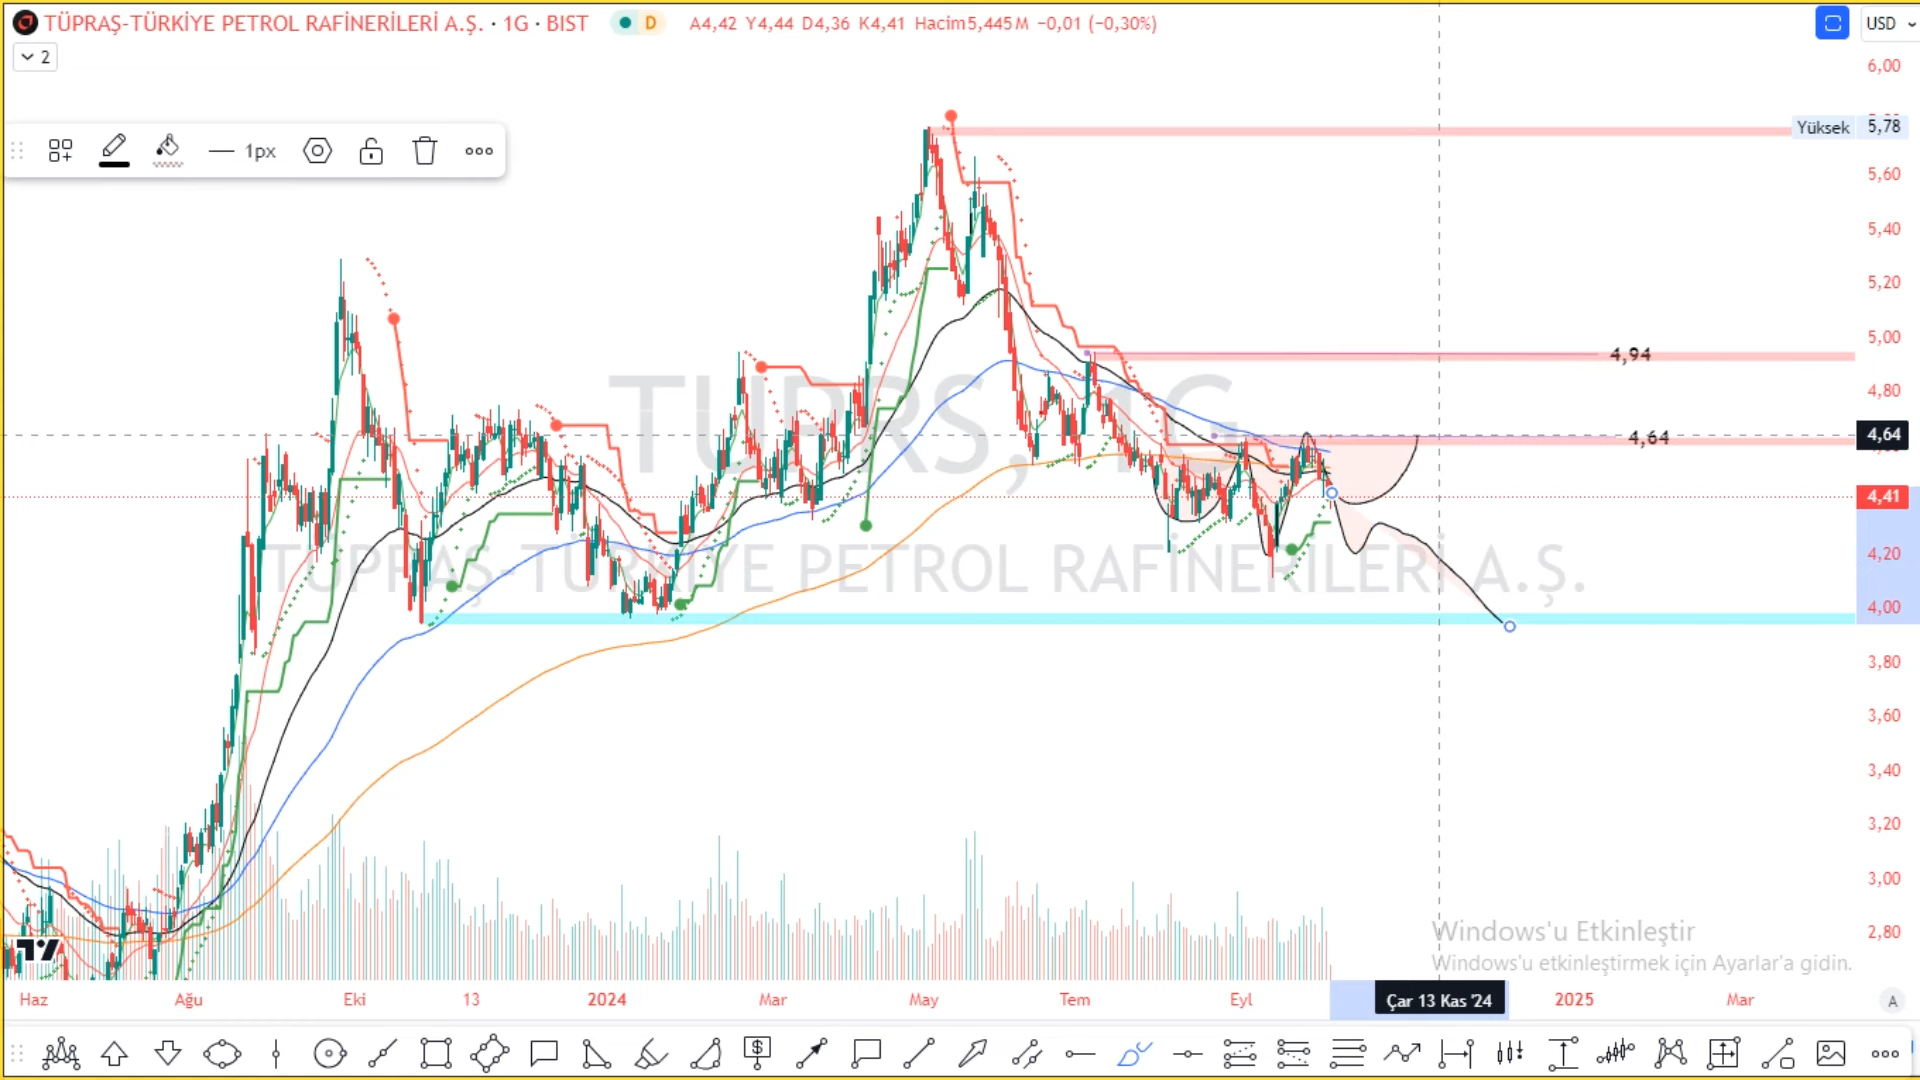 TÜPRAŞ-TÜRKİYE PETROL RAFİNERİLERİ A.Ş. · 1G · BIST D A4,42 Y4,44 D4,36 K4,41 Hacim5,445M −0,01 (−0,30%) USD
2
6,00
Yüksek 5,78
1px
5,60
5,40
5,20
5,00
4,94
4,80
TUPRS, 1G
4,64
4,64
4,41
TÜPRAŞ-TÜRKİYE PETROL RAFİNERİLERİ A.Ş.
4,20
4,00
3,80
3,60
3,40
3,20
3,00
2,80
Windows'u Etkinleştir
Windows'u etkinleştirmek için Ayarlar'a gidin.
Haz Ağu Eki 13 2024 Mar May Tem Eyl Çar 13 Kas '24 2025 Mar A